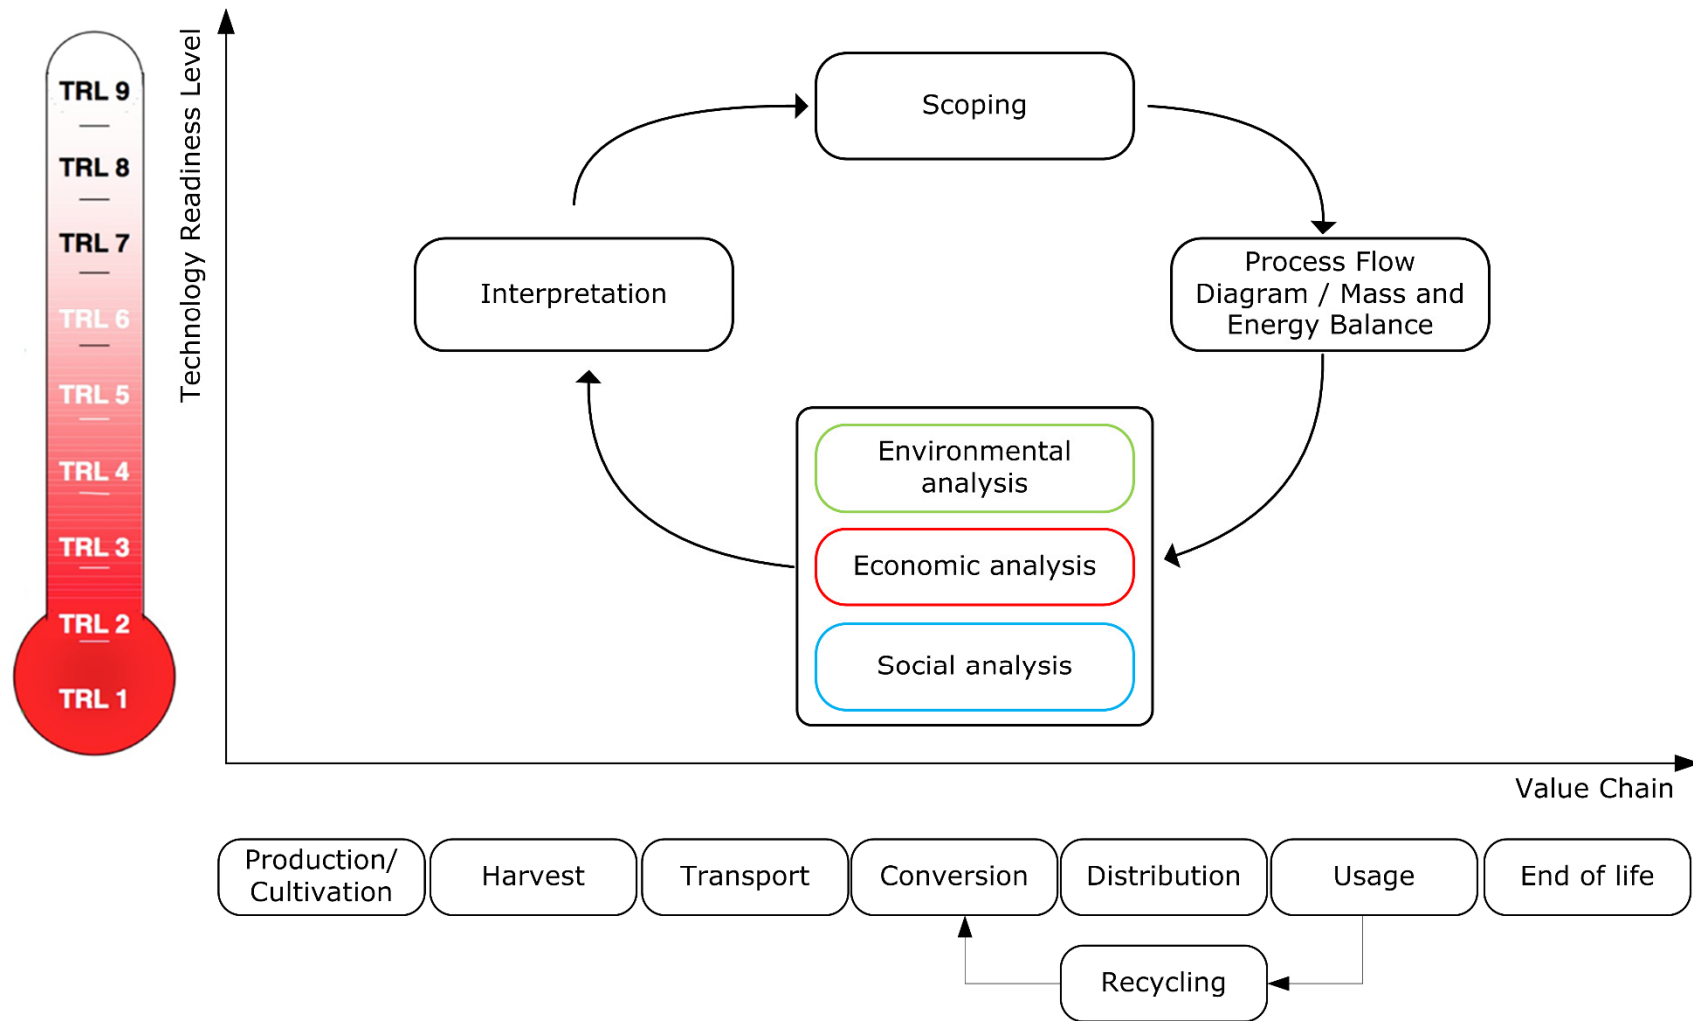 TRL 9
TRL 8
TRL 7
TRL 6
TRL 5
TRL 4
TRL 3
TRL 2
TRL 1
Technology Readiness Level
Scoping
Process Flow
Diagram / Mass and
Energy Balance
Interpretation
Environmental
analysis
Economic analysis
Social analysis
Value Chain
Production/
Cultivation
Harvest
Transport
Conversion
Distribution
Usage
End of life
Recycling